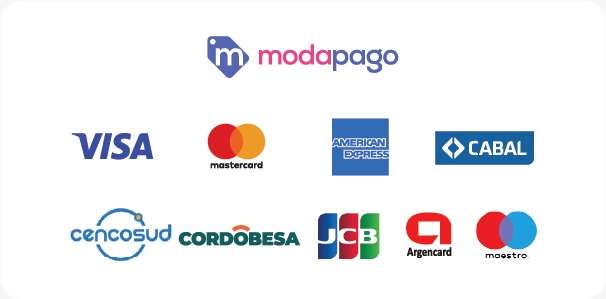 m modapago
VISA
mastercard
AMERICAN
EXPRESS
CABAL
cencosud
CORDOBESA
JCB
Argencard
maestro.